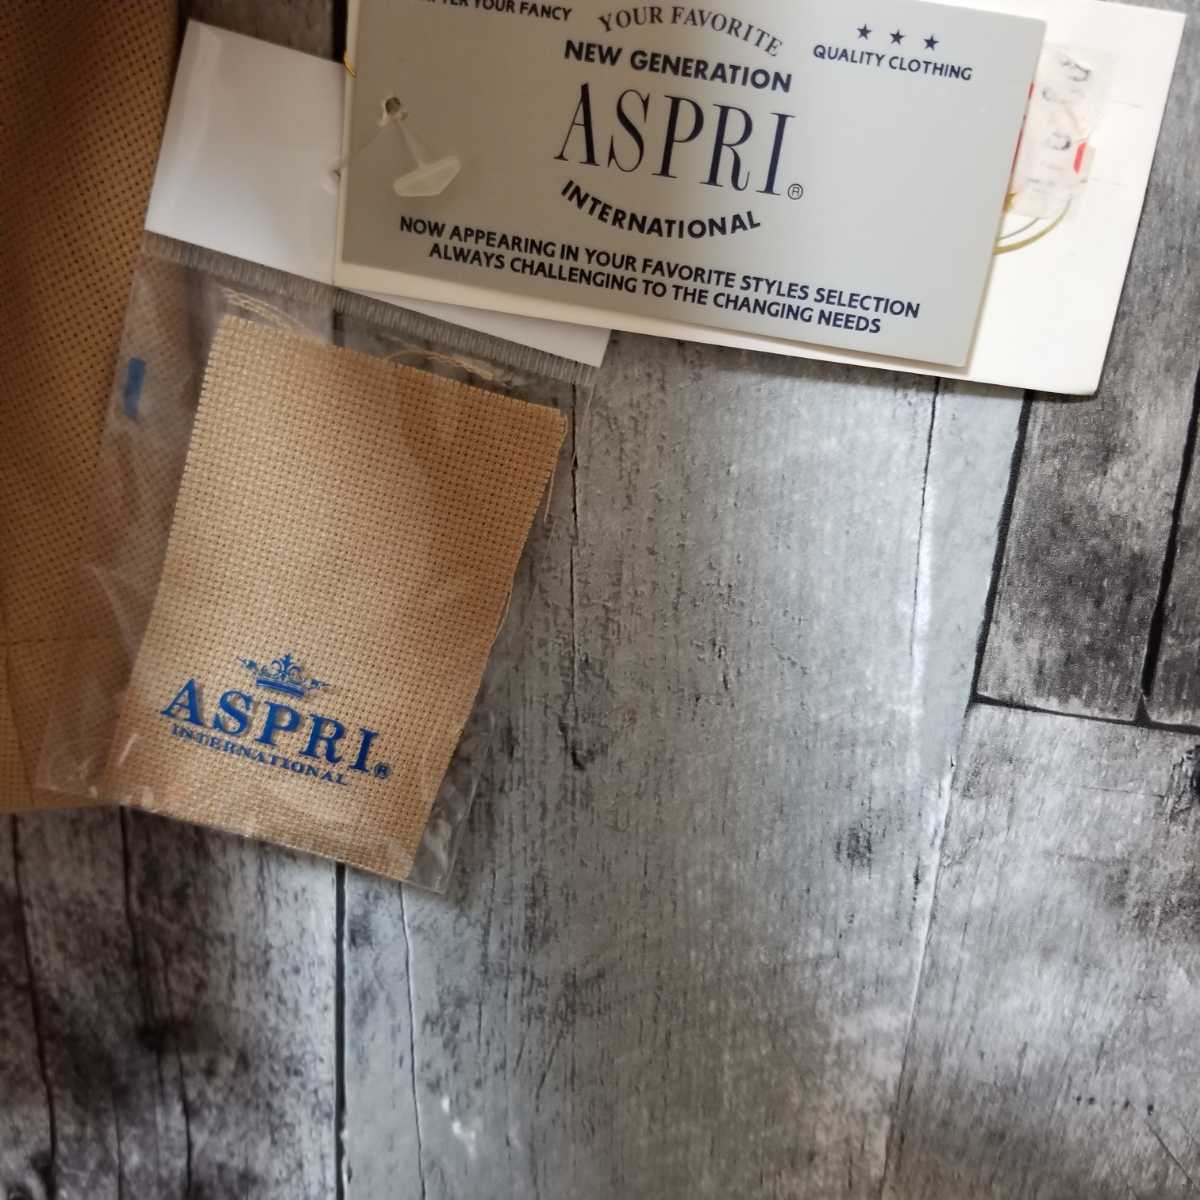 YOUR FANCY
YOUR FAVORITE
★ ★ ★
QUALITY CLOTHING
NEW GENERATION
ASPRI®
INTERNATIONAL
NOW APPEARING IN YOUR FAVORITE STYLES SELECTION
ALWAYS CHALLENGING TO THE CHANGING NEEDS
ASPRI®
INTERNATIONAL